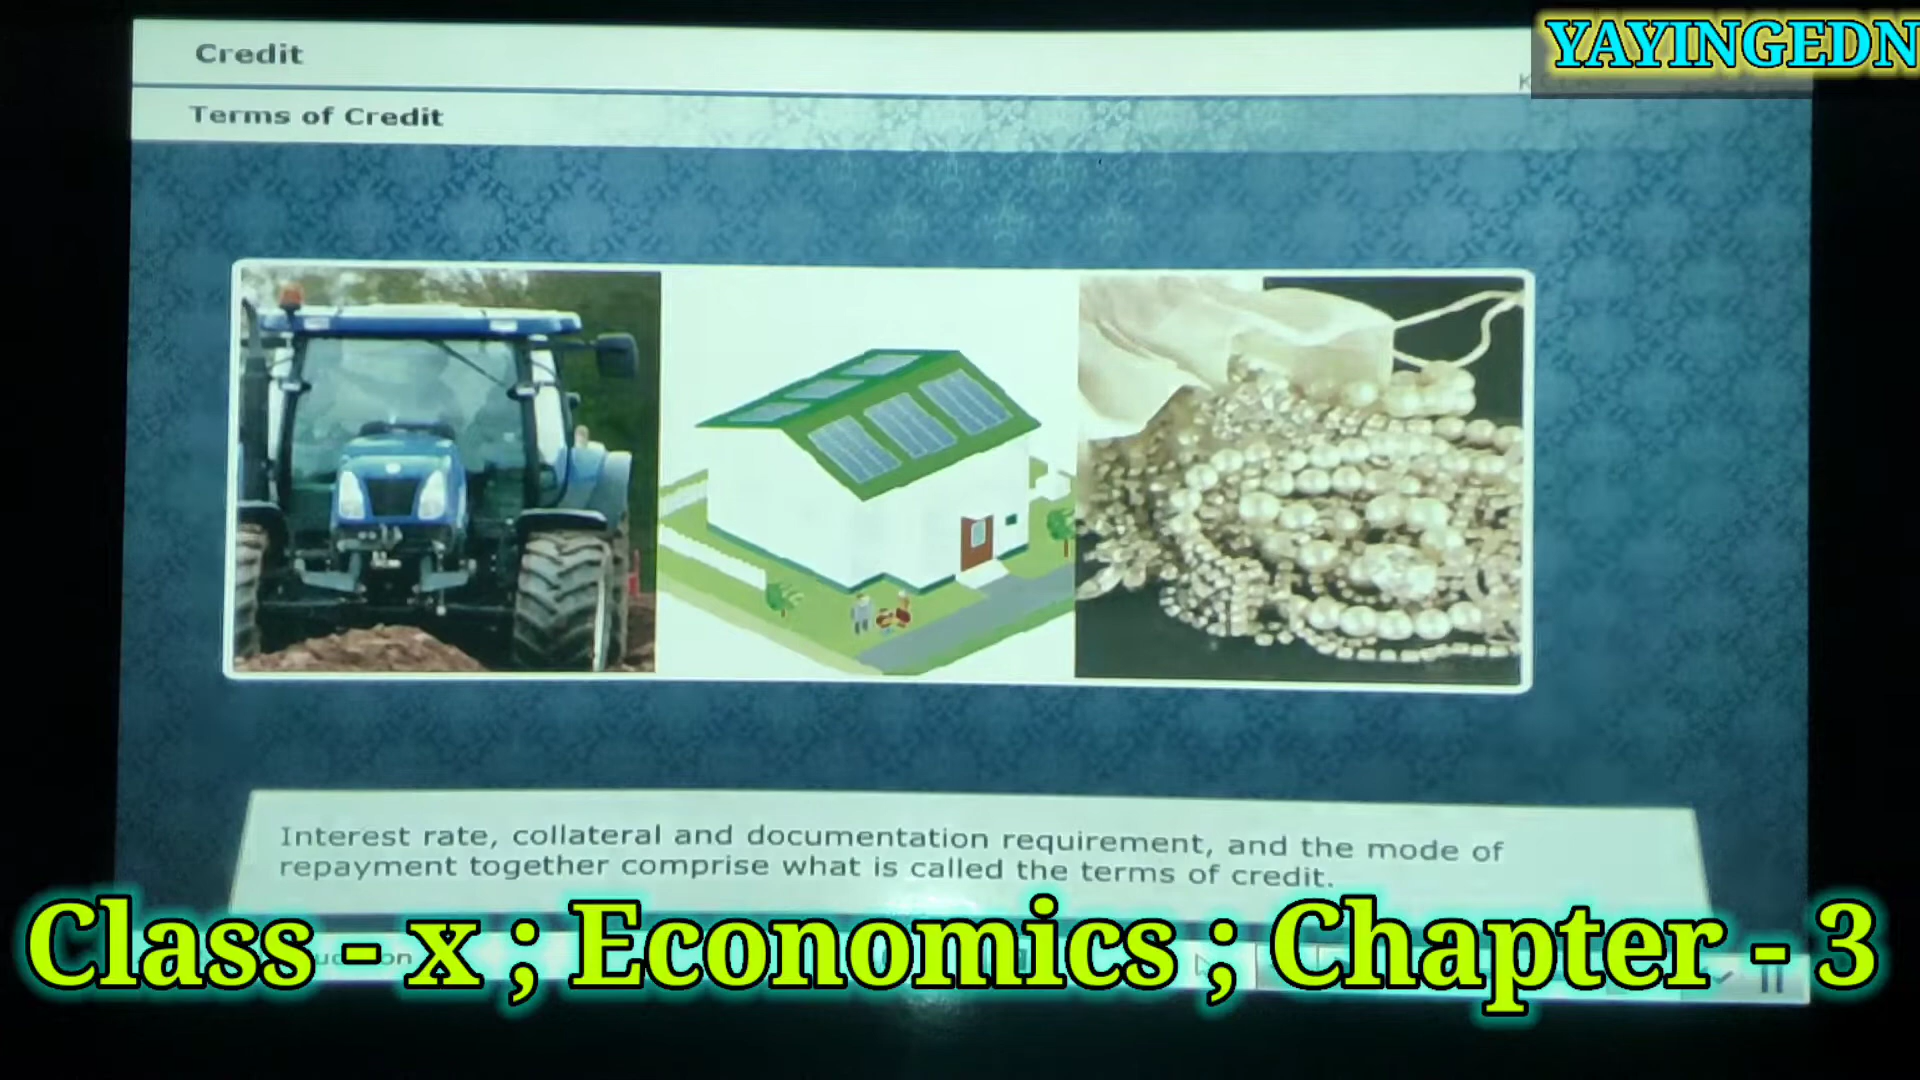 Credit
YAYINGEDN
Terms of Credit
Interest rate, collateral and documentation requirement, and the mode of
repayment together comprise what is called the terms of credit.
Class - x ; Economics ; Chapter - 3